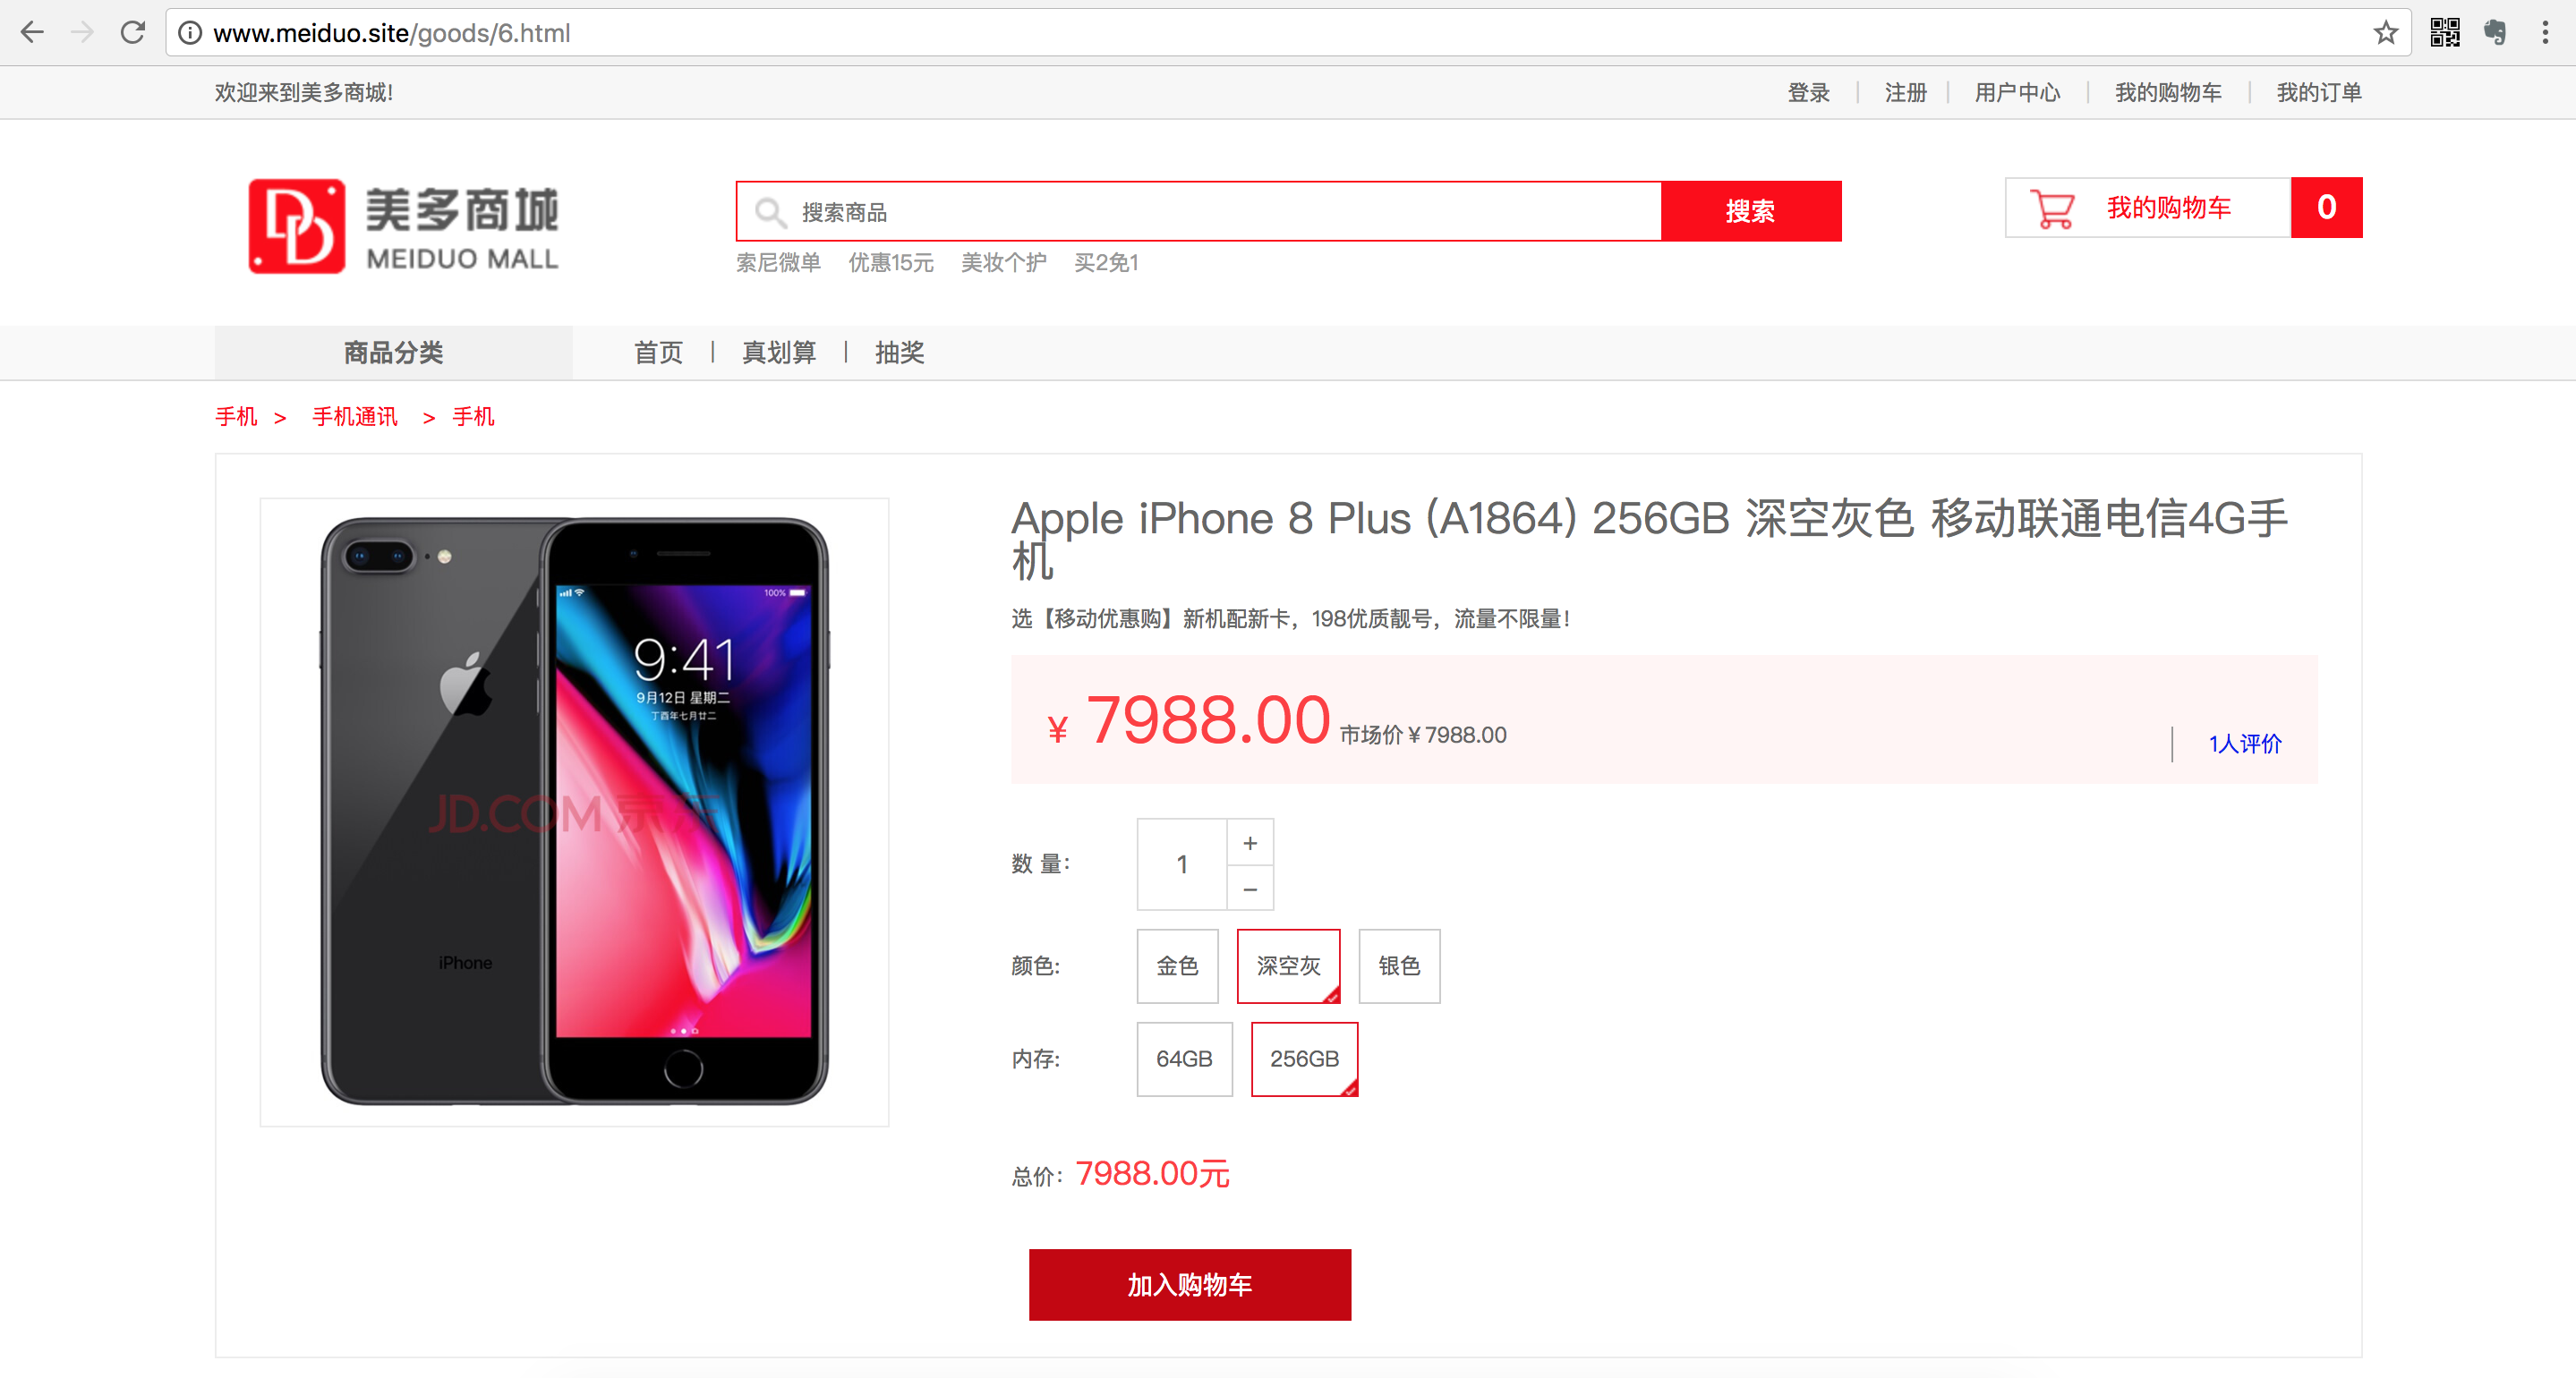 www.meiduo.site/goods/6.html
欢迎来到美多商城!
登录 | 注册 | 用户中心 | 我的购物车 | 我的订单
美多商城
MEIDUO MALL
搜索商品
搜索
我的购物车
0
索尼微单 优惠15元 美妆个护 买2免1
商品分类
首页 | 真划算 | 抽奖
手机 > 手机通讯 > 手机
Apple iPhone 8 Plus (A1864) 256GB 深空灰色 移动联通电信4G手
机
选【移动优惠购】新机配新卡，198优质靓号，流量不限量！
¥ 7988.00 市场价¥7988.00
1人评价
100%
9:41
9月12日 星期二
丁酉年七月廿二
JD.COM 京东
iPhone
数 量： 1 + −
颜色: 金色 深空灰 银色
内存: 64GB 256GB
总价：7988.00元
加入购物车